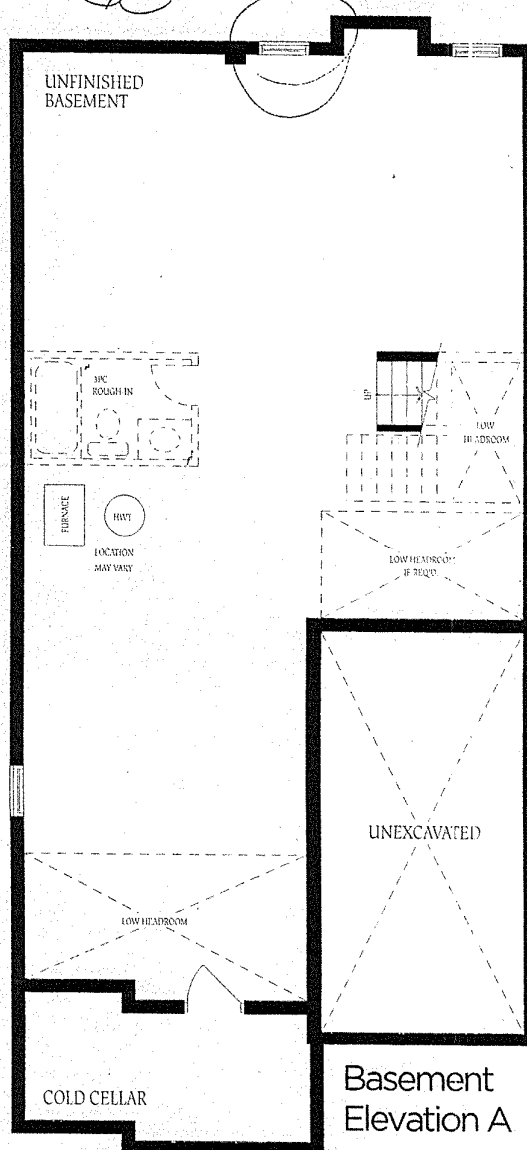 UNFINISHED
BASEMENT
3PC
ROUGH-IN
UP
LOW
HEADROOM
FURNACE
HWT
LOCATION
MAY VARY
LOW HEADROOM
IF REQ'D
UNEXCAVATED
LOW HEADROOM
COLD CELLAR
Basement
Elevation A